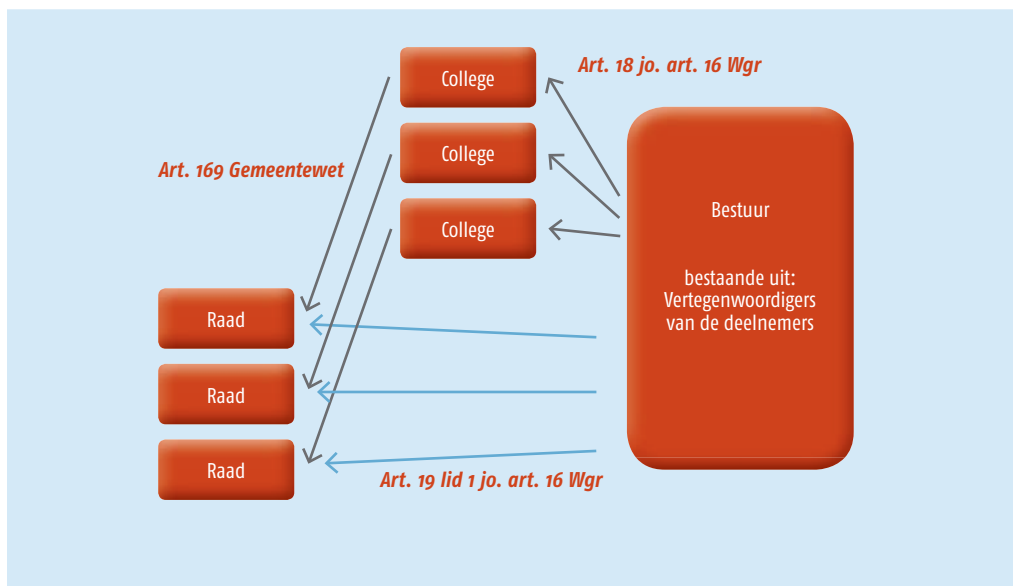 College
Art. 18 jo. art. 16 Wgr
College
Art. 169 Gemeentewet
College
Bestuur
bestaande uit:
Vertegenwoordigers
van de deelnemers
Raad
Raad
Raad
Art. 19 lid 1 jo. art. 16 Wgr